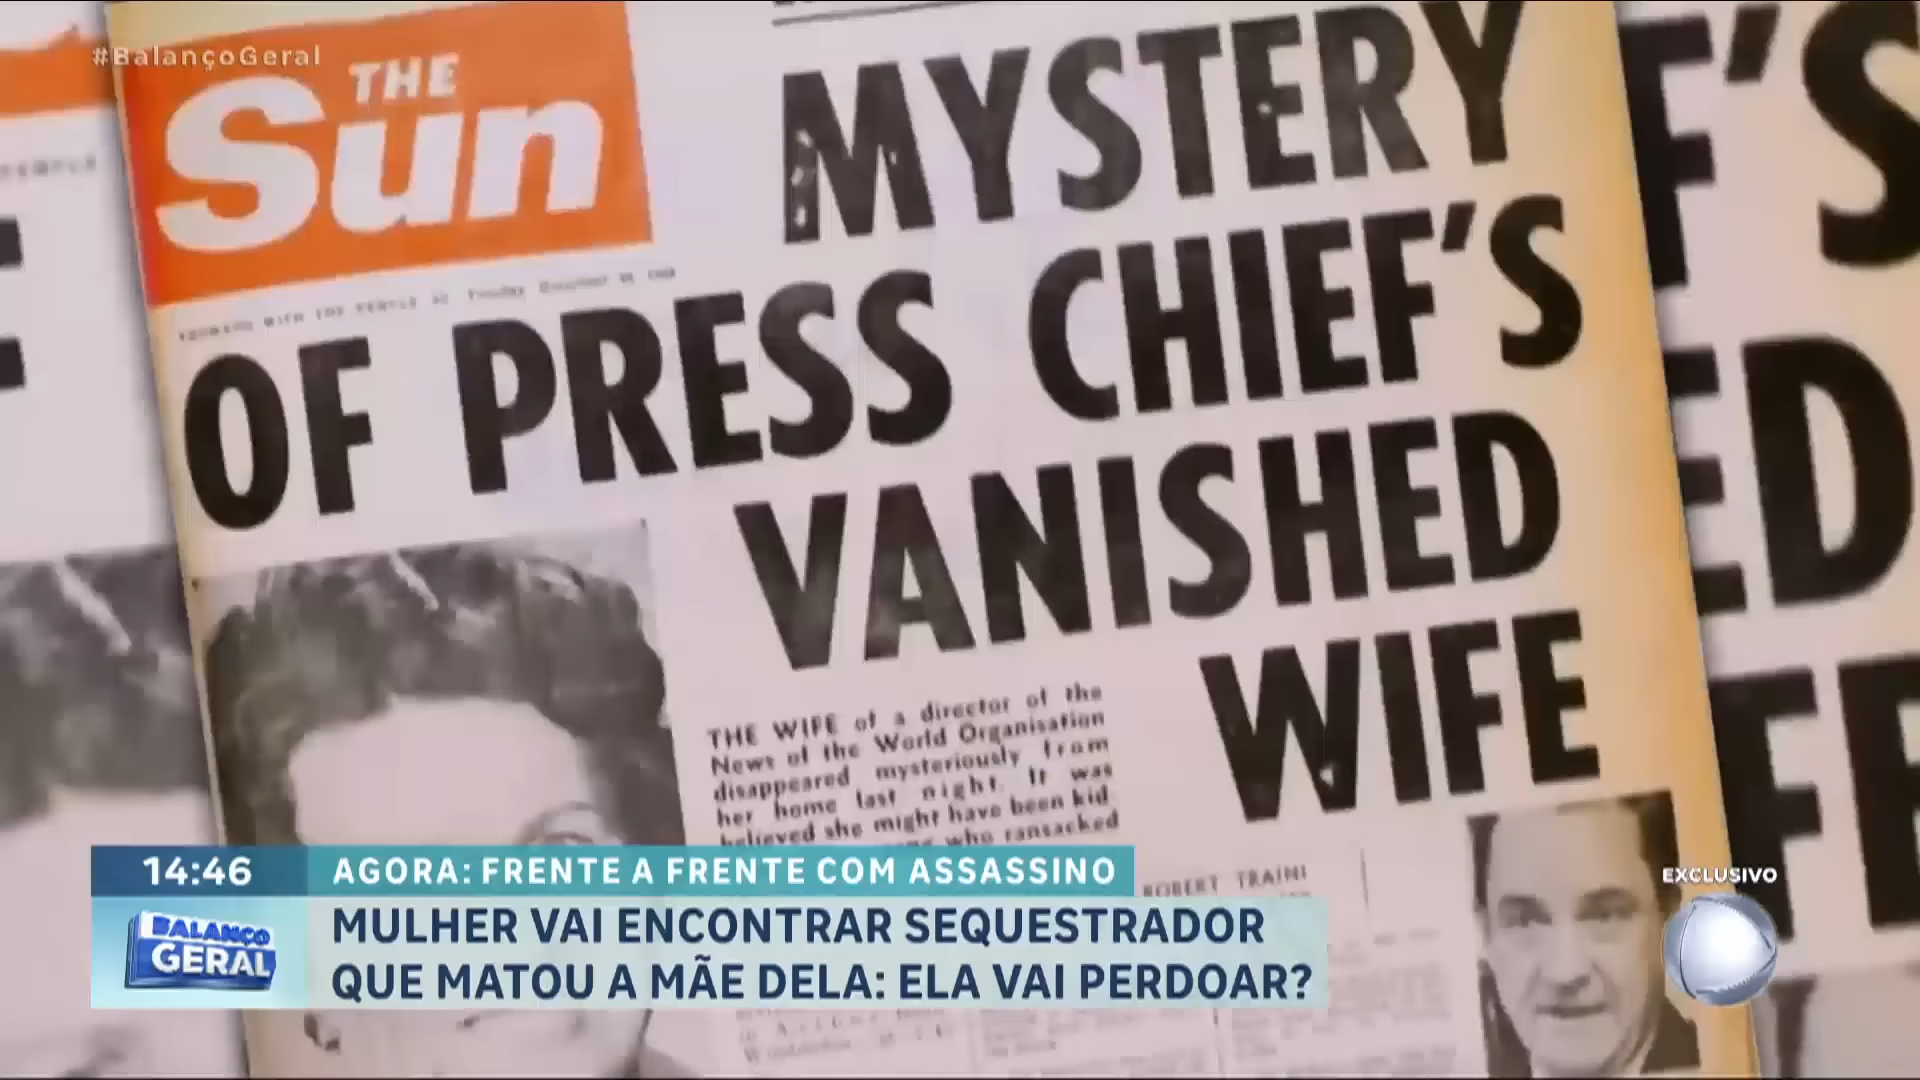 #BalançoGeral
THE
Sun
MYSTERY
OF PRESS CHIEF'S
VANISHED
WIFE
THE WIFE of a director of the
News of the World Organisation
disappeared mysteriously from
her home last night. It was
believed she might have been kid
who ransacked
ROBERT TRAINI
F'S
ED
FE
14:46
AGORA: FRENTE A FRENTE COM ASSASSINO
EXCLUSIVO
BALANÇO
GERAL
MULHER VAI ENCONTRAR SEQUESTRADOR
QUE MATOU A MÃE DELA: ELA VAI PERDOAR?